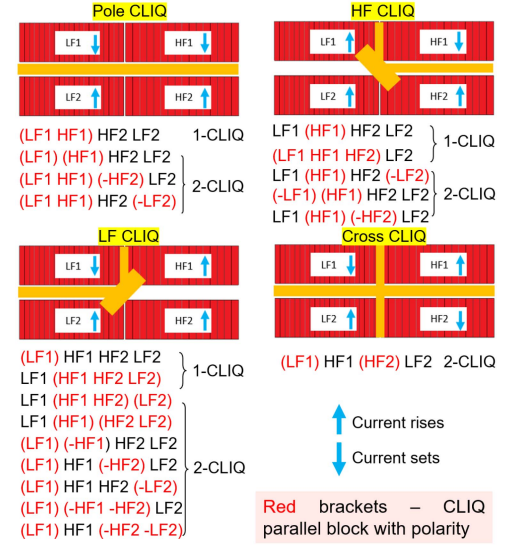 Pole CLIQ
LF1
HF1
LF2
HF2
(LF1 HF1) HF2 LF2 1-CLIQ
(LF1) (HF1) HF2 LF2
(LF1 HF1) (-HF2) LF2 2-CLIQ
(LF1 HF1) HF2 (-LF2)
HF CLIQ
LF1
HF1
LF2
HF2
LF1 (HF1) HF2 LF2
(LF1 HF1 HF2) LF2
1-CLIQ
LF1 (HF1) HF2 (-LF2)
(-LF1) (HF1) HF2 LF2
LF1 (HF1) (-HF2) LF2
2-CLIQ
LF CLIQ
LF1
HF1
LF2
HF2
(LF1) HF1 HF2 LF2
LF1 (HF1 HF2 LF2)
1-CLIQ
LF1 (HF1 HF2) (LF2)
LF1 (HF1) (HF2 LF2)
(LF1) (-HF1) HF2 LF2
(LF1) HF1 (-HF2) LF2
(LF1) HF1 HF2 (-LF2)
(LF1) (-HF1 -HF2) LF2
(LF1) HF1 (-HF2 -LF2)
2-CLIQ
Cross CLIQ
LF1
HF1
LF2
HF2
(LF1) HF1 (HF2) LF2 2-CLIQ
Current rises
Current sets
Red brackets – CLIQ
parallel block with polarity